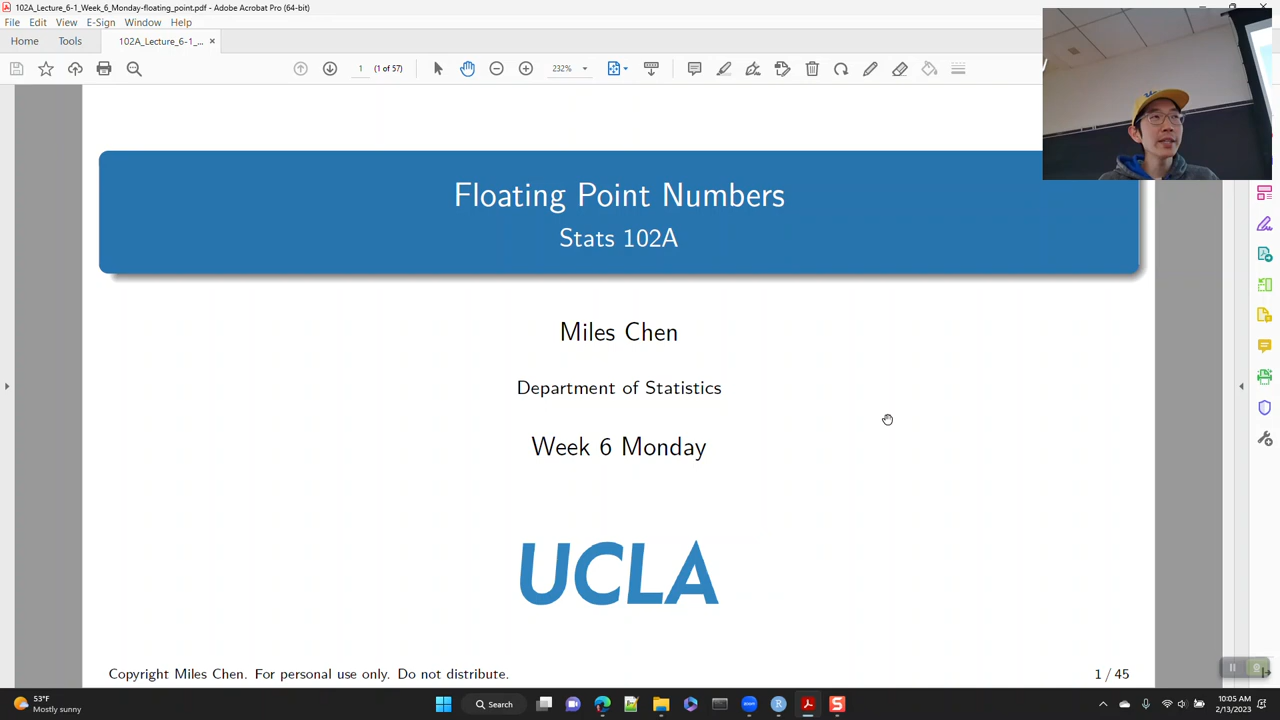 102A_Lecture_6-1_Week_6_Monday-floating_point.pdf - Adobe Acrobat Pro (64-bit)
File Edit View E-Sign Window Help
Home Tools 102A_Lecture_6-1_... ×
1 (1 of 57) 232%
Floating Point Numbers
Stats 102A
Miles Chen
Department of Statistics
Week 6 Monday
UCLA
Copyright Miles Chen. For personal use only. Do not distribute. 1 / 45
53°F
Mostly sunny
Search
10:05 AM
2/13/2023